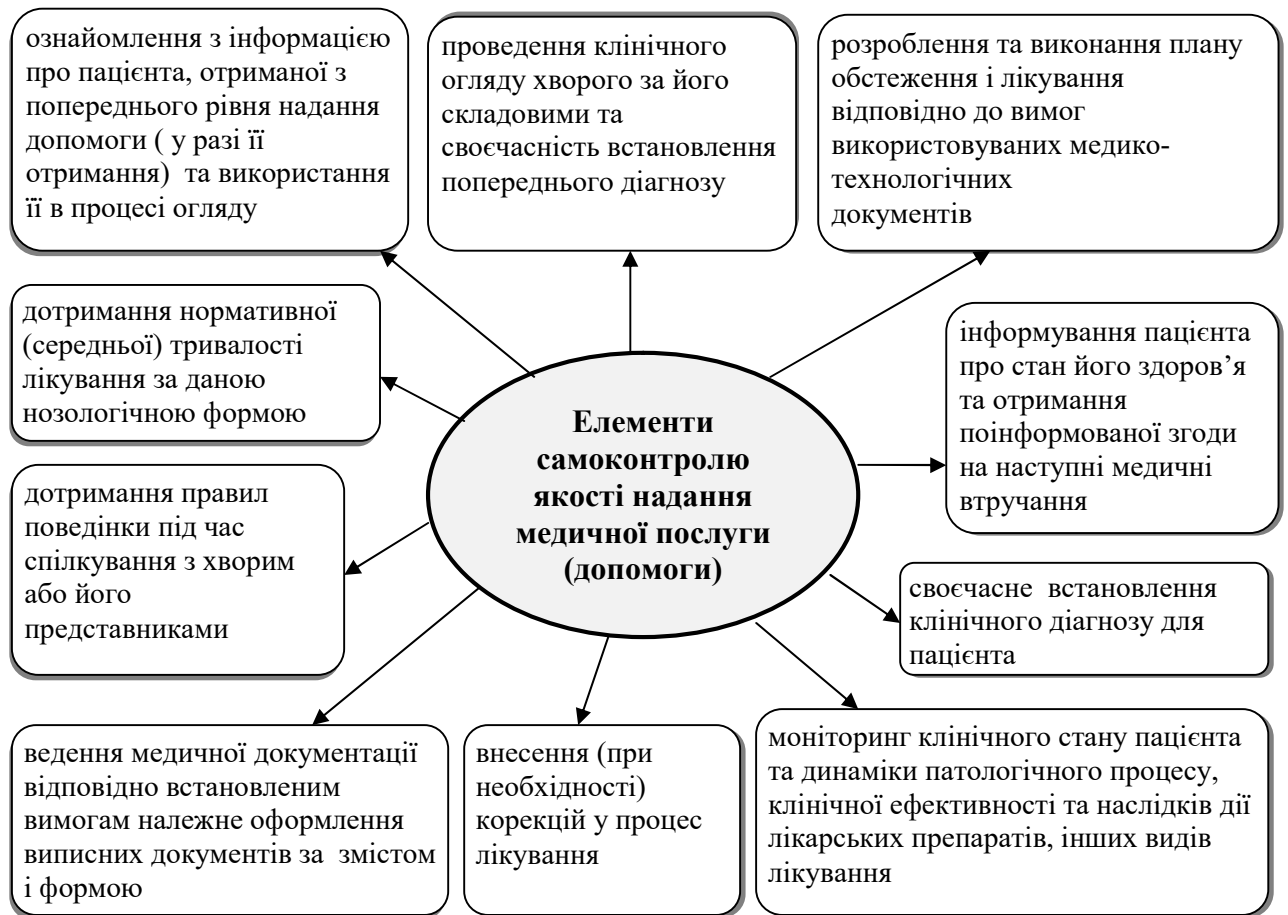 ознайомлення з інформацією
про пацієнта, отриманої з
попереднього рівня надання
допомоги ( у разі її
отримання) та використання
її в процесі огляду
проведення клінічного
огляду хворого за його
складовими та
своєчасність встановлення
попереднього діагнозу
розроблення та виконання плану
обстеження і лікування
відповідно до вимог
використовуваних медико-
технологічних
документів
дотримання нормативної
(середньої) тривалості
лікування за даною
нозологічною формою
інформування пацієнта
про стан його здоров’я
та отримання
поінформованої згоди
на наступні медичні
втручання
Елементи
самоконтролю
якості надання
медичної послуги
(допомоги)
дотримання правил
поведінки під час
спілкування з хворим
або його
представниками
своєчасне встановлення
клінічного діагнозу для
пацієнта
ведення медичної документації
відповідно встановленим
вимогам належне оформлення
виписних документів за змістом
і формою
внесення (при
необхідності)
корекцій у процес
лікування
моніторинг клінічного стану пацієнта
та динаміки патологічного процесу,
клінічної ефективності та наслідків дії
лікарських препаратів, інших видів
лікування